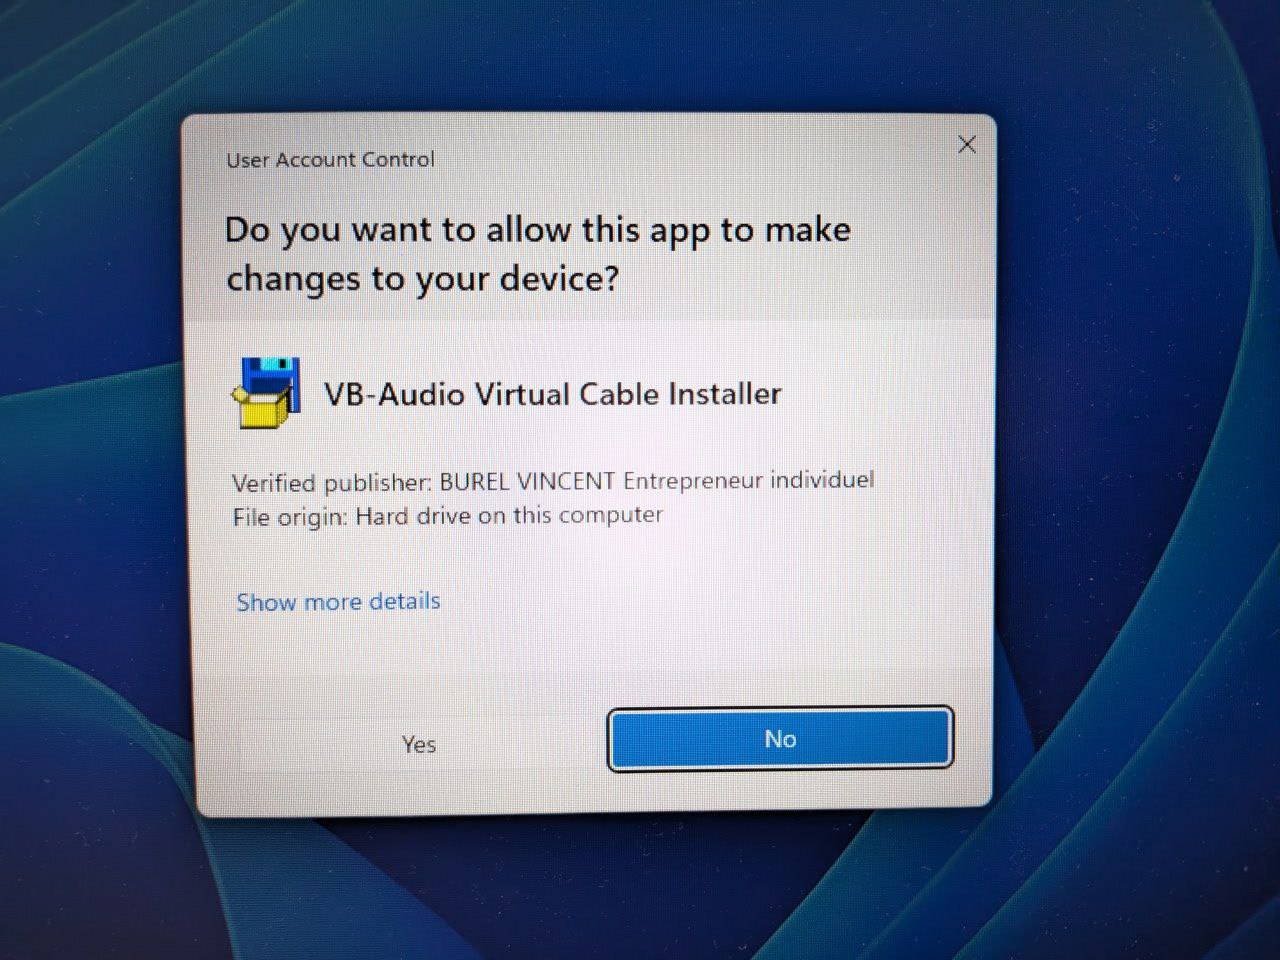 User Account Control
Do you want to allow this app to make
changes to your device?
VB-Audio Virtual Cable Installer
Verified publisher: BUREL VINCENT Entrepreneur individuel
File origin: Hard drive on this computer
Show more details
Yes
No